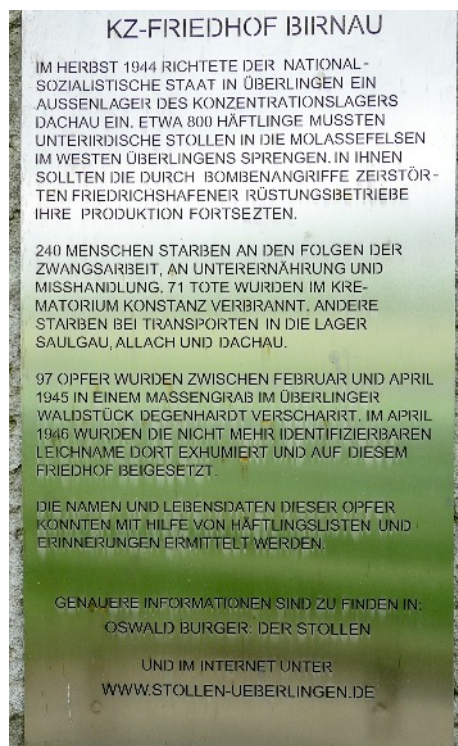 KZ-FRIEDHOF BIRNAU
IM HERBST 1944 RICHTETE DER NATIONAL-
SOZIALISTISCHE STAAT IN ÜBERLINGEN EIN
AUSSENLAGER DES KONZENTRATIONSLAGERS
DACHAU EIN. ETWA 800 HÄFTLINGE MUSSTEN
UNTERIRDISCHE STOLLEN IN DIE MOLASSEFELSEN
IM WESTEN ÜBERLINGENS SPRENGEN. IN IHNEN
SOLLTEN DIE DURCH BOMBENANGRIFFE ZERSTÖR-
TEN FRIEDRICHSHAFENER RÜSTUNGSBETRIEBE
IHRE PRODUKTION FORTSEZTEN.
240 MENSCHEN STARBEN AN DEN FOLGEN DER
ZWANGSARBEIT, AN UNTERERNÄHRUNG UND
MISSHANDLUNG. 71 TOTE WURDEN IM KRE-
MATORIUM KONSTANZ VERBRANNT. ANDERE
STARBEN BEI TRANSPORTEN IN DIE LAGER
SAULGAU, ALLACH UND DACHAU.
97 OPFER WURDEN ZWISCHEN FEBRUAR UND APRIL
1945 IN EINEM MASSENGRAB IM ÜBERLINGER
WALDSTÜCK DEGENHARDT VERSCHARRT. IM APRIL
1946 WURDEN DIE NICHT MEHR IDENTIFIZIERBAREN
LEICHNAME DORT EXHUMIERT UND AUF DIESEM
FRIEDHOF BEIGESETZT.
DIE NAMEN UND LEBENSDATEN DIESER OPFER
KONNTEN MIT HILFE VON HÄFTLINGSLISTEN UND
ERINNERUNGEN ERMITTELT WERDEN.
GENAUERE INFORMATIONEN SIND ZU FINDEN IN:
OSWALD BURGER: DER STOLLEN
UND IM INTERNET UNTER
WWW.STOLLEN-UEBERLINGEN.DE